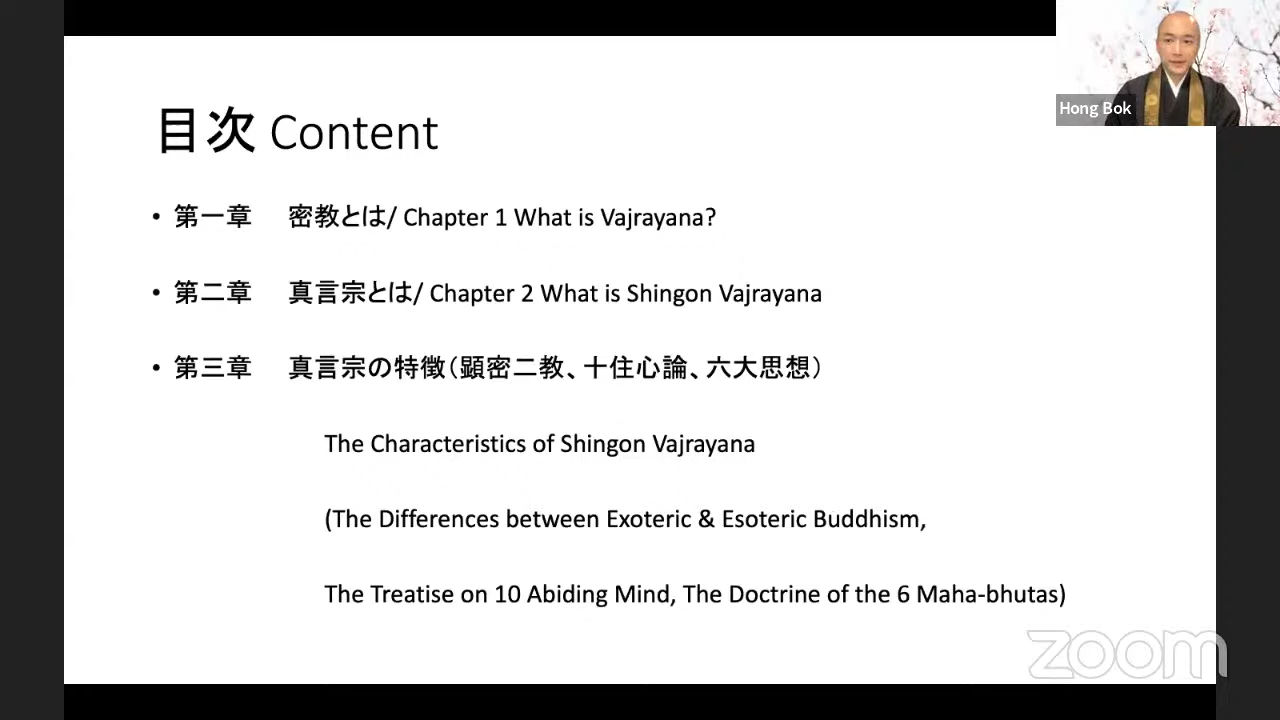 目次 Content
• 第一章　密教とは/ Chapter 1 What is Vajrayana?
• 第二章　真言宗とは/ Chapter 2 What is Shingon Vajrayana
• 第三章　真言宗の特徴（顕密二教、十住心論、六大思想）
The Characteristics of Shingon Vajrayana
(The Differences between Exoteric & Esoteric Buddhism,
The Treatise on 10 Abiding Mind, The Doctrine of the 6 Maha-bhutas)
Hong Bok
zoom